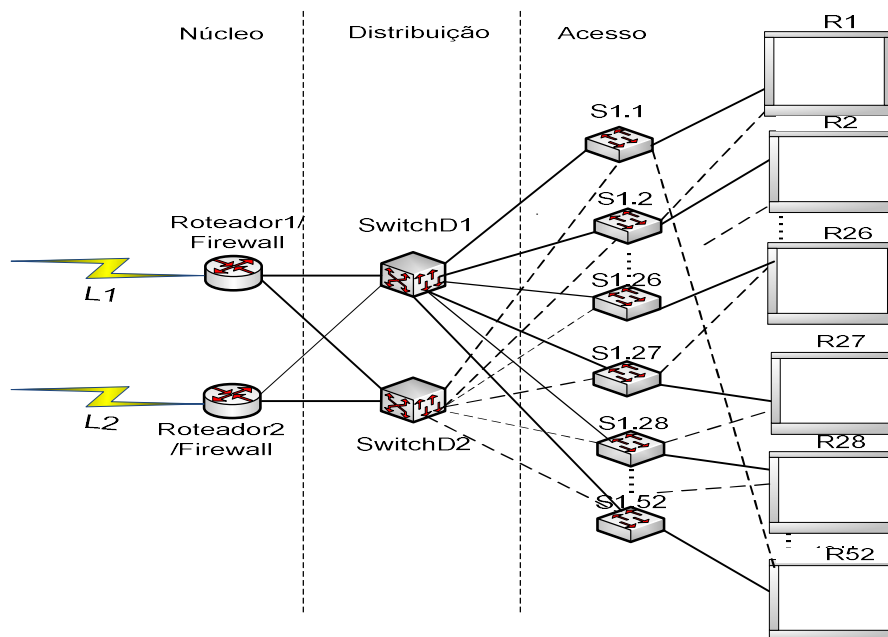 Núcleo
Distribuição
Acesso
R1
R2
R26
R27
R28
R52
S1.1
S1.2
S1.26
S1.27
S1.28
S1.52
SwitchD1
SwitchD2
Roteador1/
Firewall
Roteador2
/Firewall
L1
L2